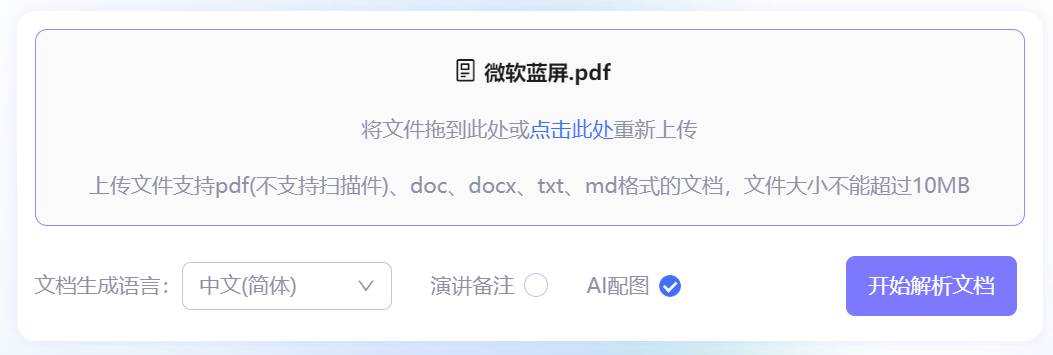 微软蓝屏.pdf
将文件拖到此处或点击此处重新上传
上传文件支持pdf(不支持扫描件)、doc、docx、txt、md格式的文档，文件大小不能超过10MB
文档生成语言： 中文(简体) 演讲备注 AI配图 开始解析文档